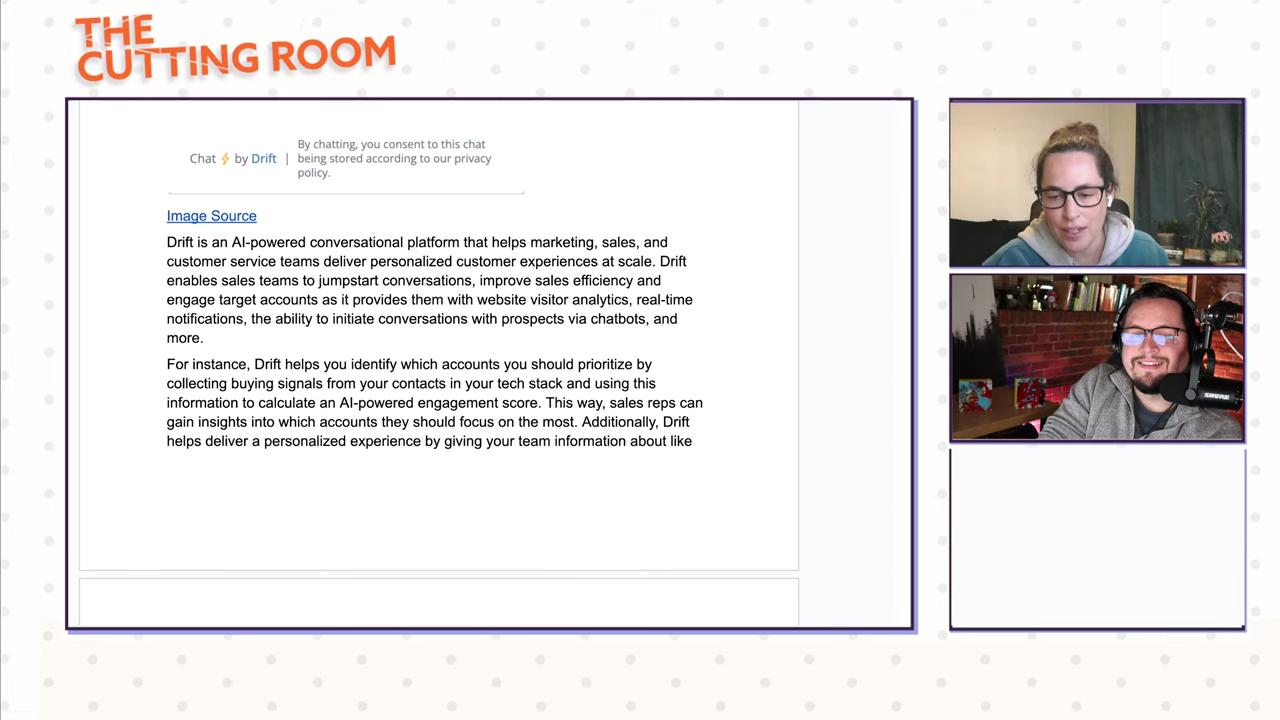 THE
CUTTING ROOM
Chat ⚡ by Drift |
By chatting, you consent to this chat
being stored according to our privacy
policy.
Image Source
Drift is an AI-powered conversational platform that helps marketing, sales, and
customer service teams deliver personalized customer experiences at scale. Drift
enables sales teams to jumpstart conversations, improve sales efficiency and
engage target accounts as it provides them with website visitor analytics, real-time
notifications, the ability to initiate conversations with prospects via chatbots, and
more.
For instance, Drift helps you identify which accounts you should prioritize by
collecting buying signals from your contacts in your tech stack and using this
information to calculate an AI-powered engagement score. This way, sales reps can
gain insights into which accounts they should focus on the most. Additionally, Drift
helps deliver a personalized experience by giving your team information about like
SHURE